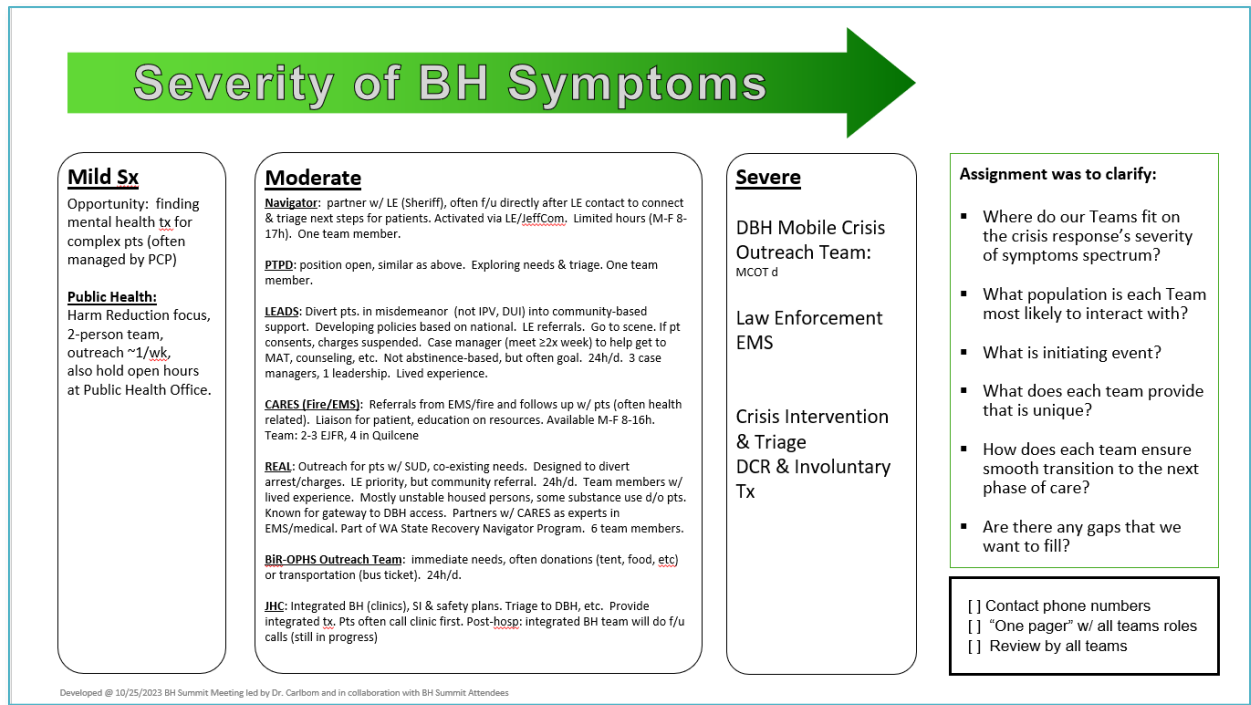 Severity of BH Symptoms
Mild Sx
Opportunity:  finding
mental health tx for
complex pts (often
managed by PCP)
Public Health:
Harm Reduction focus,
2-person team,
outreach ~1/wk,
also hold open hours
at Public Health Office.
Moderate
Navigator:  partner w/ LE (Sheriff), often f/u directly after LE contact to connect
& triage next steps for patients. Activated via LE/JeffCom.  Limited hours (M-F 8-
17h).  One team member.
PTPD: position open, similar as above.  Exploring needs & triage. One team
member.
LEADS: Divert pts. in misdemeanor  (not IPV, DUI) into community-based
support.  Developing policies based on national.  LE referrals.  Go to scene. If pt
consents, charges suspended.  Case manager (meet ≥2x week) to help get to
MAT, counseling, etc.  Not abstinence-based, but often goal.  24h/d.  3 case
managers, 1 leadership.  Lived experience.
CARES (Fire/EMS):  Referrals from EMS/fire and follows up w/ pts (often health
related).  Liaison for patient, education on resources. Available M-F 8-16h.
Team: 2-3 EJFR, 4 in Quilcene
REAL: Outreach for pts w/ SUD, co-existing needs.  Designed to divert
arrest/charges.  LE priority, but community referral.  24h/d.  Team members w/
lived experience.  Mostly unstable housed persons, some substance use d/o pts.
Known for gateway to DBH access.  Partners w/ CARES as experts in
EMS/medical. Part of WA State Recovery Navigator Program.  6 team members.
BiR-OPHS Outreach Team:  immediate needs, often donations (tent, food, etc)
or transportation (bus ticket).  24h/d.
JHC: Integrated BH (clinics), SI & safety plans. Triage to DBH, etc.  Provide
integrated tx. Pts often call clinic first. Post-hosp: integrated BH team will do f/u
calls (still in progress)
Severe
DBH Mobile Crisis
Outreach Team:
MCOT d
Law Enforcement
EMS
Crisis Intervention
& Triage
DCR & Involuntary
Tx
Assignment was to clarify:
▪ Where do our Teams fit on
the crisis response's severity
of symptoms spectrum?
▪ What population is each Team
most likely to interact with?
▪ What is initiating event?
▪ What does each team provide
that is unique?
▪ How does each team ensure
smooth transition to the next
phase of care?
▪ Are there any gaps that we
want to fill?
[ ] Contact phone numbers
[ ]  “One pager” w/ all teams roles
[ ]  Review by all teams
Developed @ 10/25/2023 BH Summit Meeting led by Dr. Carlbom and in collaboration with BH Summit Attendees